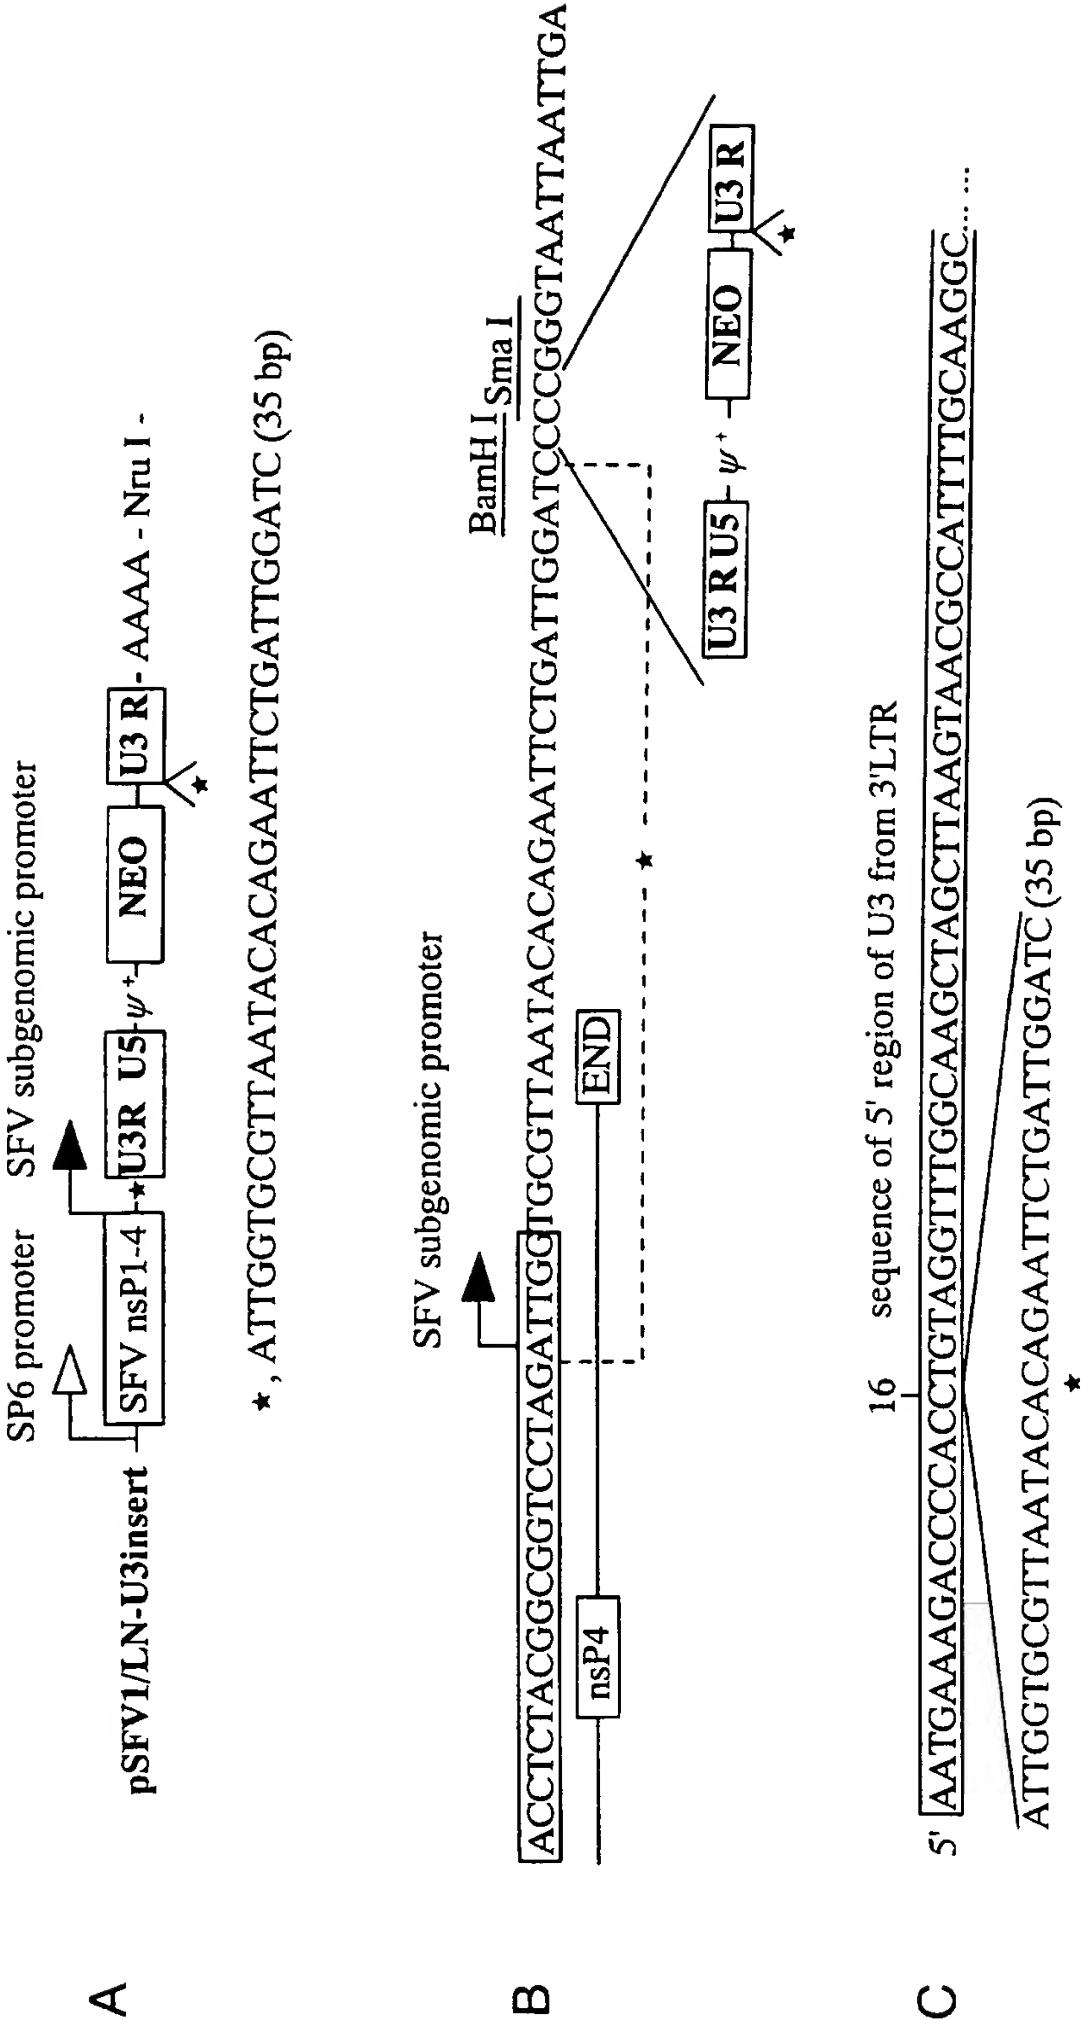 A
SP6 promoter
SFV subgenomic promoter
pSFV1/LN-U3insert
SFV nsP1-4
★
U3R U5
ψ+
NEO
U3 R
- AAAA - Nru I -
★
★, ATTGGTGCGTTAATACACAGAATTCTGATTGGATC (35 bp)
B
SFV subgenomic promoter
BamH I
Sma I
ACCTCTACGGCGGTCCTAGATTGGTGCGTTAATACACAGAATTCTGATTGGATCCCCGGGTAATTAATTGA
nsP4
END
★
U3 R U5
ψ+
NEO
U3 R
★
C
16
sequence of 5' region of U3 from 3'LTR
5' AATGAAAGACCCCACCTGTAGGTTTGGCAAGCTAGCTTAAGTAACGCCATTTTGCAAGGC......
ATTGGTGCGTTAATACACAGAATTCTGATTGGATC (35 bp)
★